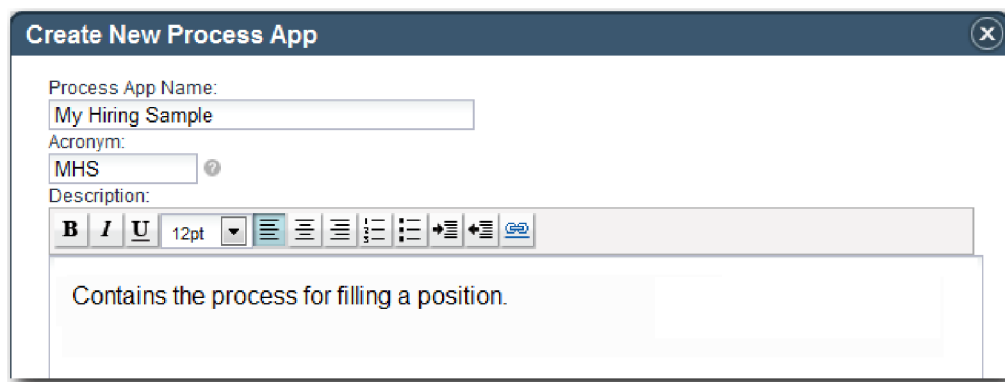 Create New Process App
Process App Name:
My Hiring Sample
Acronym:
MHS
?
Description:
B I U 12pt
Contains the process for filling a position.